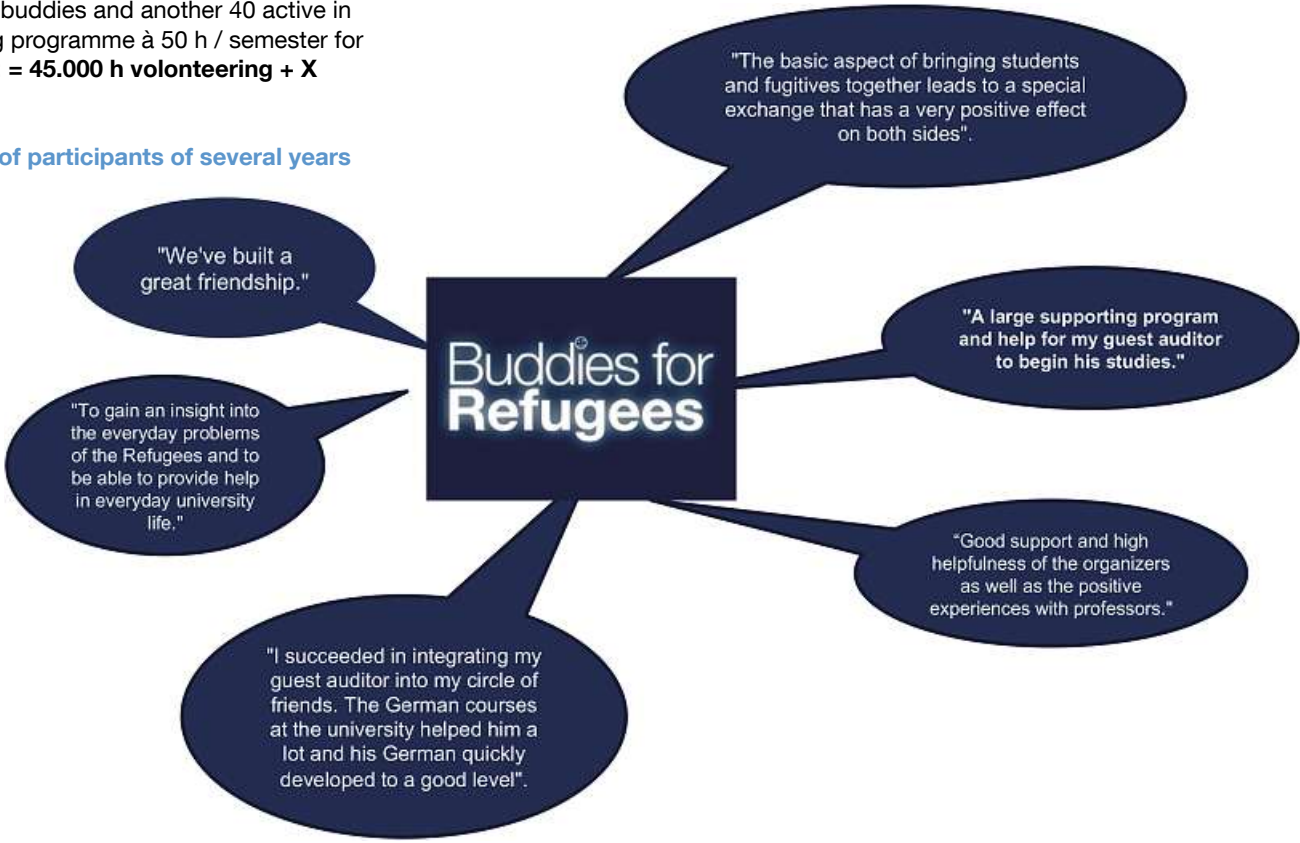 buddies and another 40 active in
g programme à 50 h / semester for
= 45.000 h volonteering + X
of participants of several years
"The basic aspect of bringing students
and fugitives together leads to a special
exchange that has a very positive effect
on both sides".
"We've built a
great friendship."
"A large supporting program
and help for my guest auditor
to begin his studies."
Buddies for
Refugees
"To gain an insight into
the everyday problems
of the Refugees and to
be able to provide help
in everyday university
life."
"Good support and high
helpfulness of the organizers
as well as the positive
experiences with professors."
"I succeeded in integrating my
guest auditor into my circle of
friends. The German courses
at the university helped him a
lot and his German quickly
developed to a good level".